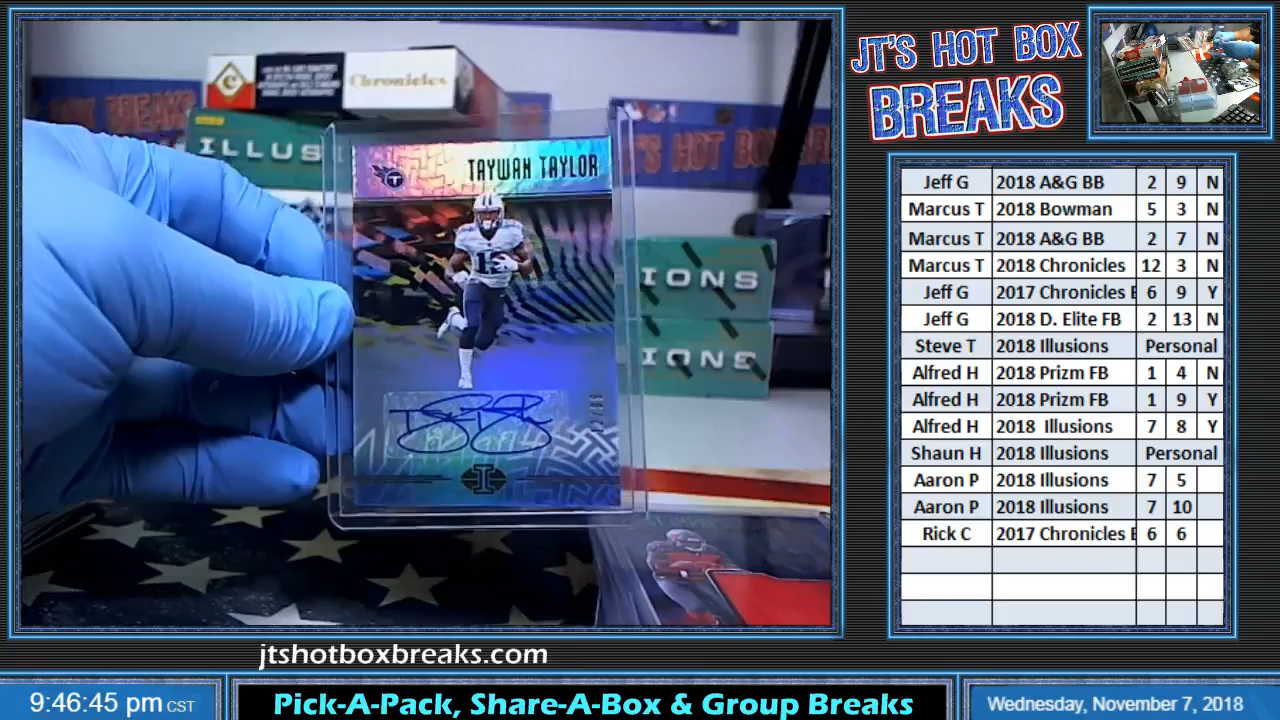 JT'S HOT BOX
BREAKS
Chronicles
ILLUS
TAYWAN TAYLOR
IONS
IONS
Jeff G 2018 A&G BB 2 9 N
Marcus T 2018 Bowman 5 3 N
Marcus T 2018 A&G BB 2 7 N
Marcus T 2018 Chronicles 12 3 N
Jeff G 2017 Chronicles 6 9 Y
Jeff G 2018 D. Elite FB 2 13 N
Steve T 2018 Illusions Personal
Alfred H 2018 Prizm FB 1 4 N
Alfred H 2018 Prizm FB 1 9 Y
Alfred H 2018 Illusions 7 8 Y
Shaun H 2018 Illusions Personal
Aaron P 2018 Illusions 7 5
Aaron P 2018 Illusions 7 10
Rick C 2017 Chronicles 6 6
jtshotboxbreaks.com
9:46:45 pm CST
Pick-A-Pack, Share-A-Box & Group Breaks
Wednesday, November 7, 2018